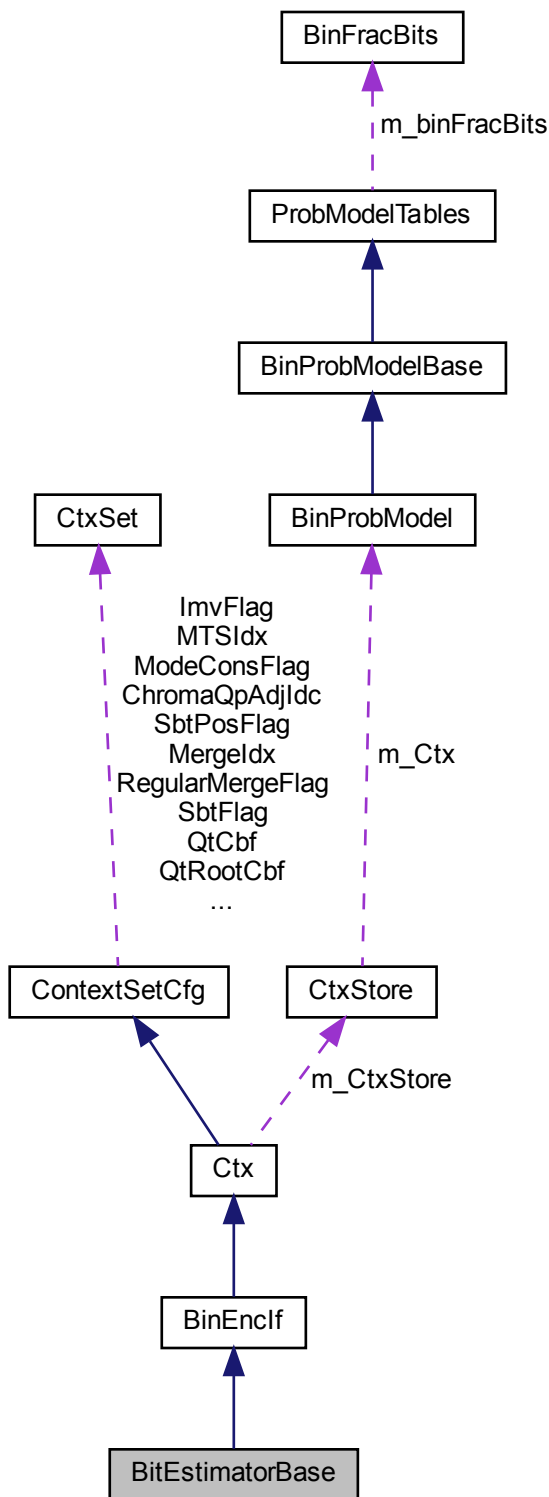 BinFracBits
m_binFracBits
ProbModelTables
BinProbModelBase
CtxSet
BinProbModel
ImvFlag
MTSIdx
ModeConsFlag
ChromaQpAdjIdc
SbtPosFlag
MergeIdx
RegularMergeFlag
SbtFlag
QtCbf
QtRootCbf
...
m_Ctx
ContextSetCfg
CtxStore
m_CtxStore
Ctx
BinEncIf
BitEstimatorBase